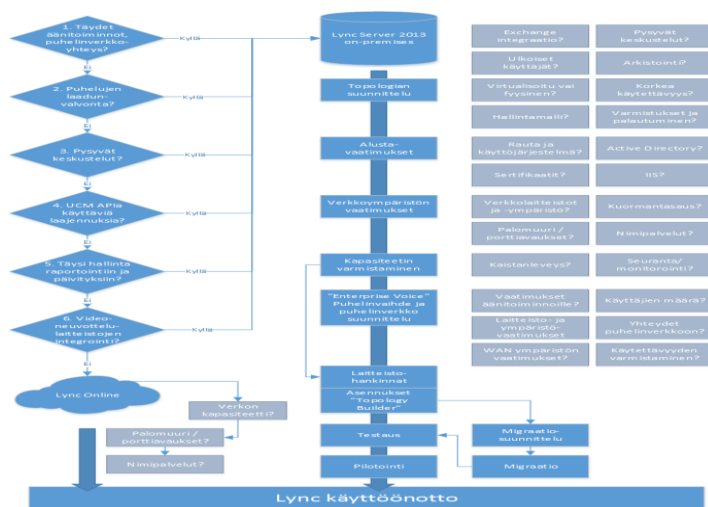 1. Täydet
äänitoiminnot,
puhelinverkko-
yhteys?
Kyllä
Ei
2. Puhelujen
laadun-
valvonta?
Kyllä
Ei
3. Pysyvät
keskustelut?
Kyllä
Ei
4. UCM APIa
käyttäviä
laajennuksia?
Kyllä
Ei
5. Täysi hallinta
raportointiin ja
päivityksiin?
Kyllä
Ei
6. Video-
neuvottelu-
laitteistojen
integrointi?
Kyllä
Ei
Lync Online
Verkon
kapasiteetti?
Palomuuri /
porttiavaukset?
Nimipalvelut?
Lync Server 2013
on-premises
Topologian
suunnittelu
Alusta-
vaatimukset
Verkkoympäristön
vaatimukset
Kapasiteetin
varmistaminen
"Enterprise Voice"
Puhelinvaihde ja
puhelinverkko
suunnittelu
Laitteisto-
hankinnat
Asennukset
"Topology
Builder"
Testaus
Pilotointi
Migraatio-
suunnittelu
Migraatio
Exchange
integraatio?
Pysyvät
keskustelut?
Ulkoiset
käyttäjät?
Arkistointi?
Virtualisoitu vai
fyysinen?
Korkea
käytettävyys?
Hallintamalli?
Varmistukset ja
palautuminen?
Rauta ja
käyttöjärjestelmä?
Active Directory?
Sertifikaatit?
IIS?
Verkkolaitteistot
ja -ympäristö?
Kuormantasaus?
Palomuuri /
porttiavaukset?
Nimipalvelut?
Kaistanleveys?
Seuranta/
monitorointi?
Vaatimukset
äänitoiminnoille?
Käyttäjien määrä?
Laitteisto- ja
ympäristö-
vaatimukset
Yhteydet
puhelinverkkoon?
WAN ympäristön
vaatimukset?
Käytettävyyden
varmistaminen?
Lync käyttöönotto